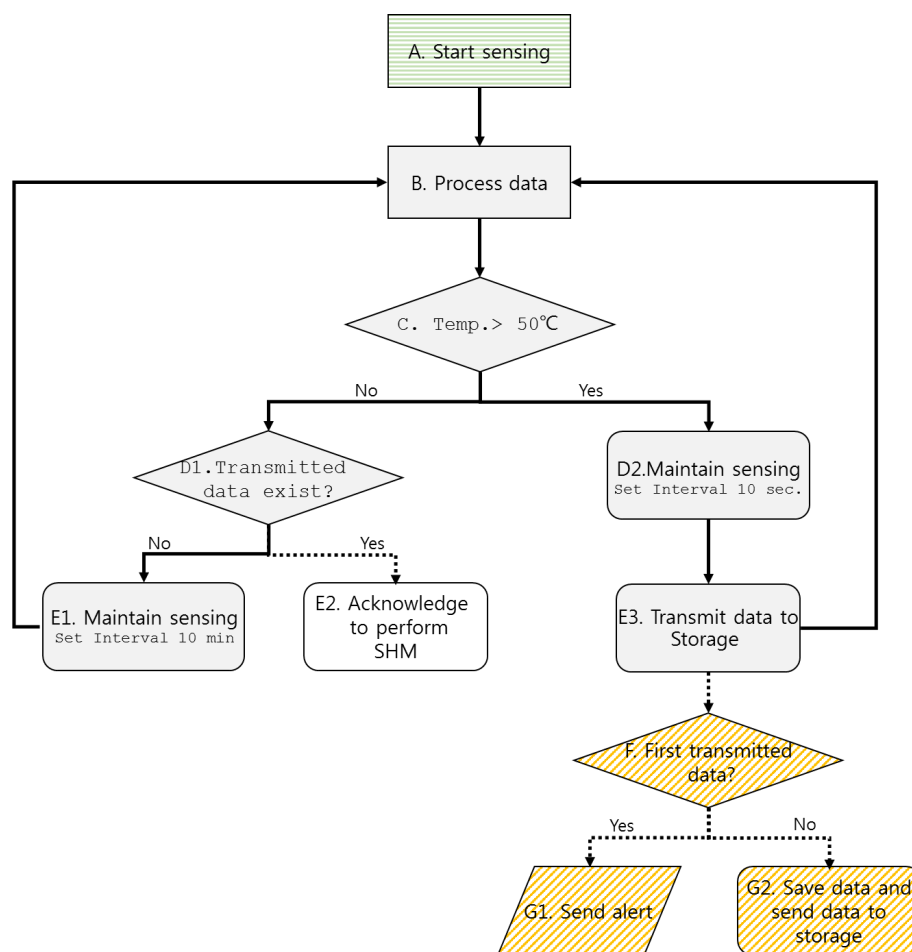 A. Start sensing
B. Process data
C. Temp.> 50℃
No
Yes
D1.Transmitted
data exist?
D2.Maintain sensing
Set Interval 10 sec.
No
Yes
E1. Maintain sensing
Set Interval 10 min
E2. Acknowledge
to perform
SHM
E3. Transmit data to
Storage
F. First transmitted
data?
Yes
No
G1. Send alert
G2. Save data and
send data to
storage